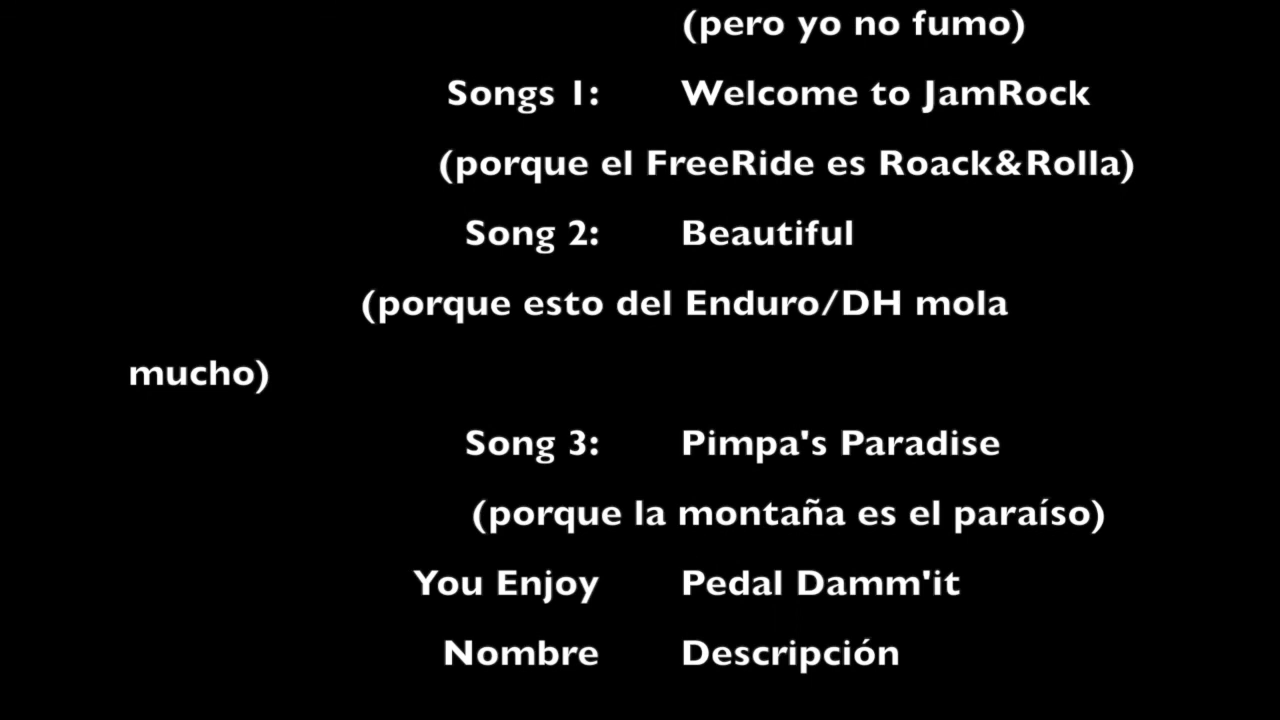 (pero yo no fumo)
Songs 1: Welcome to JamRock
(porque el FreeRide es Roack&Rolla)
Song 2: Beautiful
(porque esto del Enduro/DH mola
mucho)
Song 3: Pimpa's Paradise
(porque la montaña es el paraíso)
You Enjoy Pedal Damm'it
Nombre Descripción